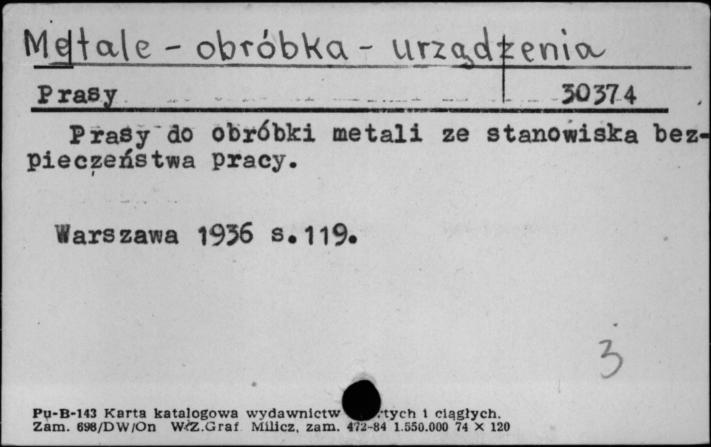 Metale - obróbka - urządzenia
Prasy 30374
Prasy do obróbki metali ze stanowiska bez-
pieczeństwa pracy.
Warszawa 1936 s. 119.
3
Pu-B-143 Karta katalogowa wydawnictw tych i ciągłych.
Zam. 698/DW/On WZ.Graf. Milicz, zam. 472-84 1.550.000 74 X 120